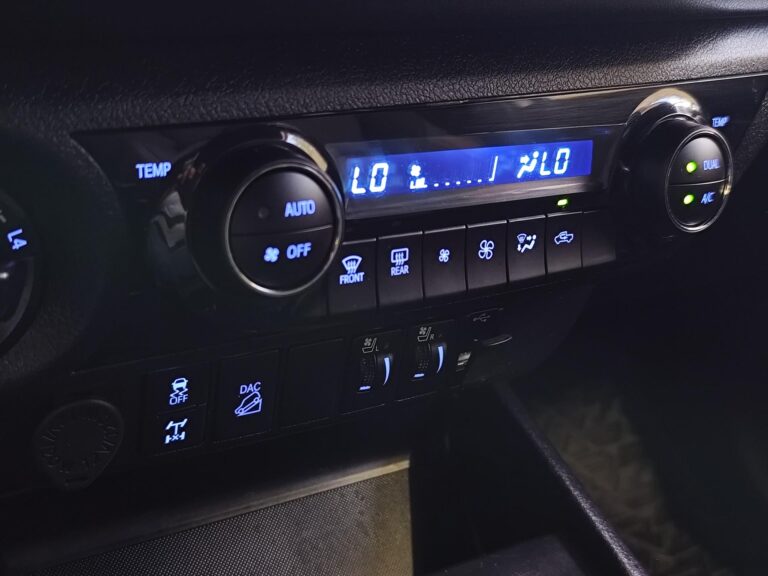 TEMP
TEMP
LO
LO
AUTO
OFF
DUAL
A/C
L4
FRONT
REAR
L
R
OFF
DAC